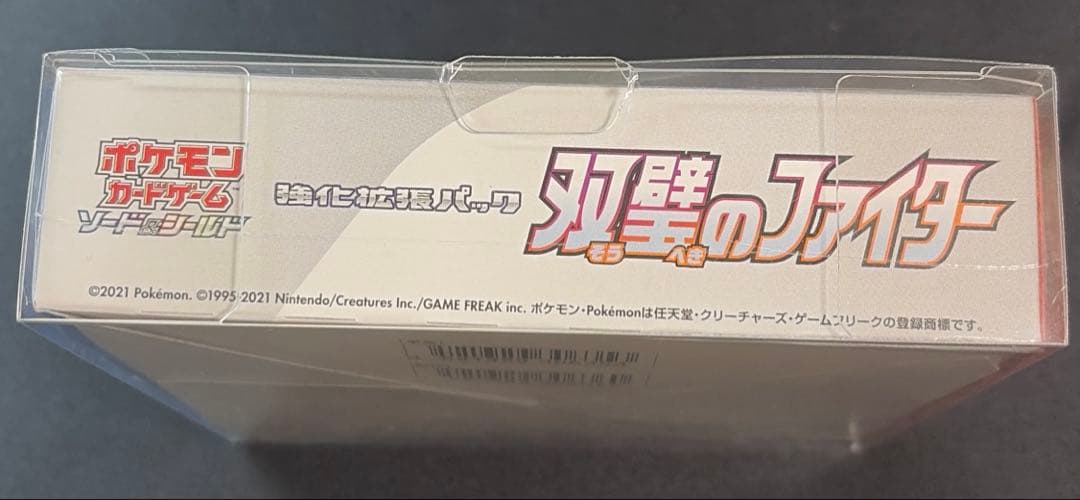 ポケモン
カードゲーム
ソード&シールド
強化拡張パック
双璧のファイター
そう へき
©2021 Pokémon. ©1995-2021 Nintendo/Creatures Inc./GAME FREAK inc. ポケモン・Pokémonは任天堂・クリーチャーズ・ゲームフリークの登録商標です。